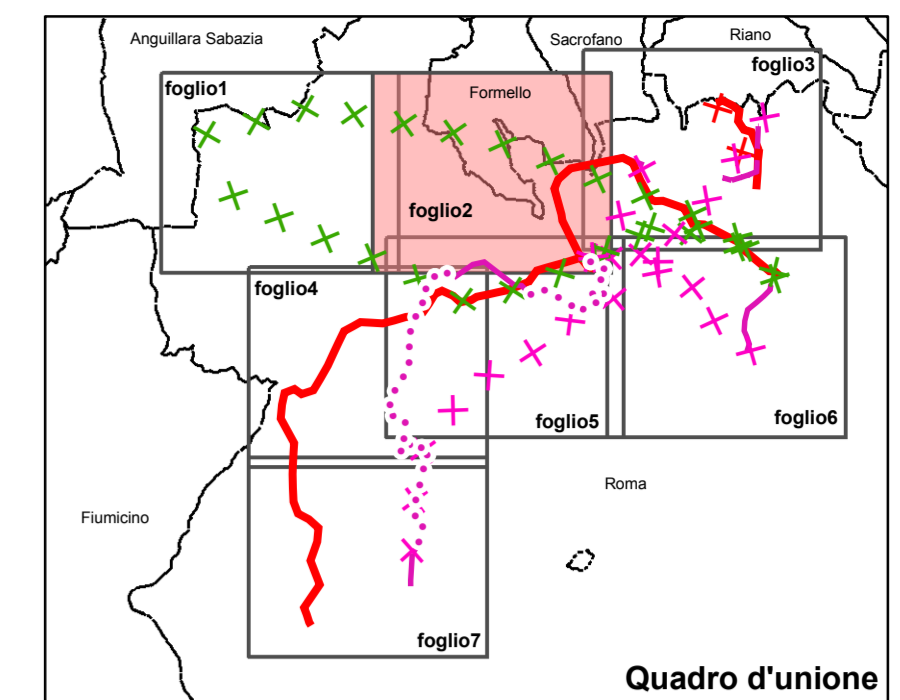 Anguillara Sabazia
Sacrofano
Riano
foglio3
foglio1
Formello
foglio2
foglio4
foglio5
foglio6
Roma
Fiumicino
foglio7
Quadro d'unione